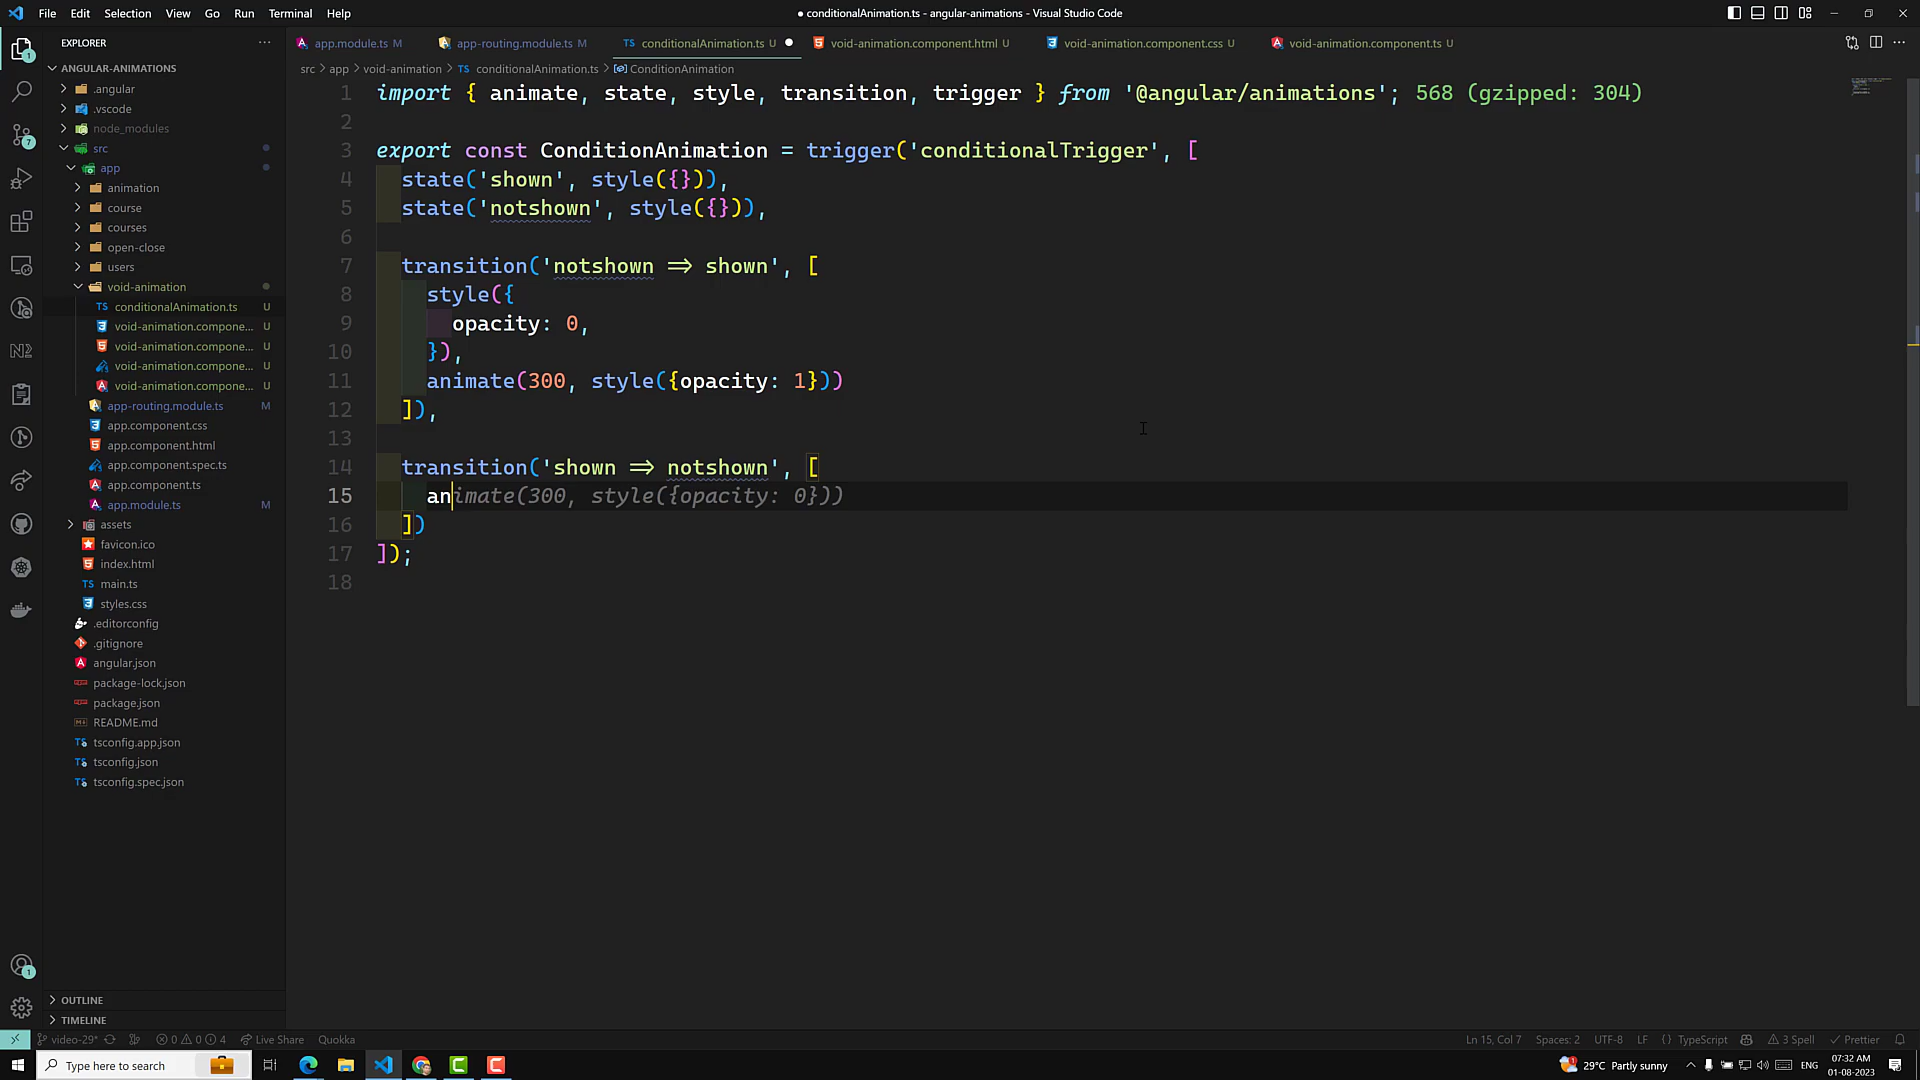 File Edit Selection View Go Run Terminal Help
● conditionalAnimation.ts - angular-animations - Visual Studio Code
EXPLORER
ANGULAR-ANIMATIONS
.angular
.vscode
node_modules
src
app
animation
course
courses
open-close
users
void-animation
conditionalAnimation.ts U
void-animation.compone... U
void-animation.compone... U
void-animation.compone... U
void-animation.compone... U
app-routing.module.ts M
app.component.css
app.component.html
app.component.spec.ts
app.component.ts
app.module.ts M
assets
favicon.ico
index.html
main.ts
styles.css
.editorconfig
.gitignore
angular.json
package-lock.json
package.json
README.md
tsconfig.app.json
tsconfig.json
tsconfig.spec.json
OUTLINE
TIMELINE
app.module.ts M app-routing.module.ts M conditionalAnimation.ts U void-animation.component.html U void-animation.component.css U void-animation.component.ts U
src > app > void-animation > TS conditionalAnimation.ts > ConditionAnimation
1 import { animate, state, style, transition, trigger } from '@angular/animations'; 568 (gzipped: 304)
2
3 export const ConditionAnimation = trigger('conditionalTrigger', [
4 state('shown', style({})),
5 state('notshown', style({})),
6
7 transition('notshown => shown', [
8 style({
9 opacity: 0,
10 }),
11 animate(300, style({opacity: 1}))
12 ]),
13
14 transition('shown => notshown', [
15 animate(300, style({opacity: 0}))
16 ])
17 ]);
18
video-29* 0 0 4 Live Share Quokka
Ln 15, Col 7 Spaces: 2 UTF-8 LF { } TypeScript 3 Spell Prettier
Type here to search
29°C Partly sunny ENG
07:32 AM
01-08-2023